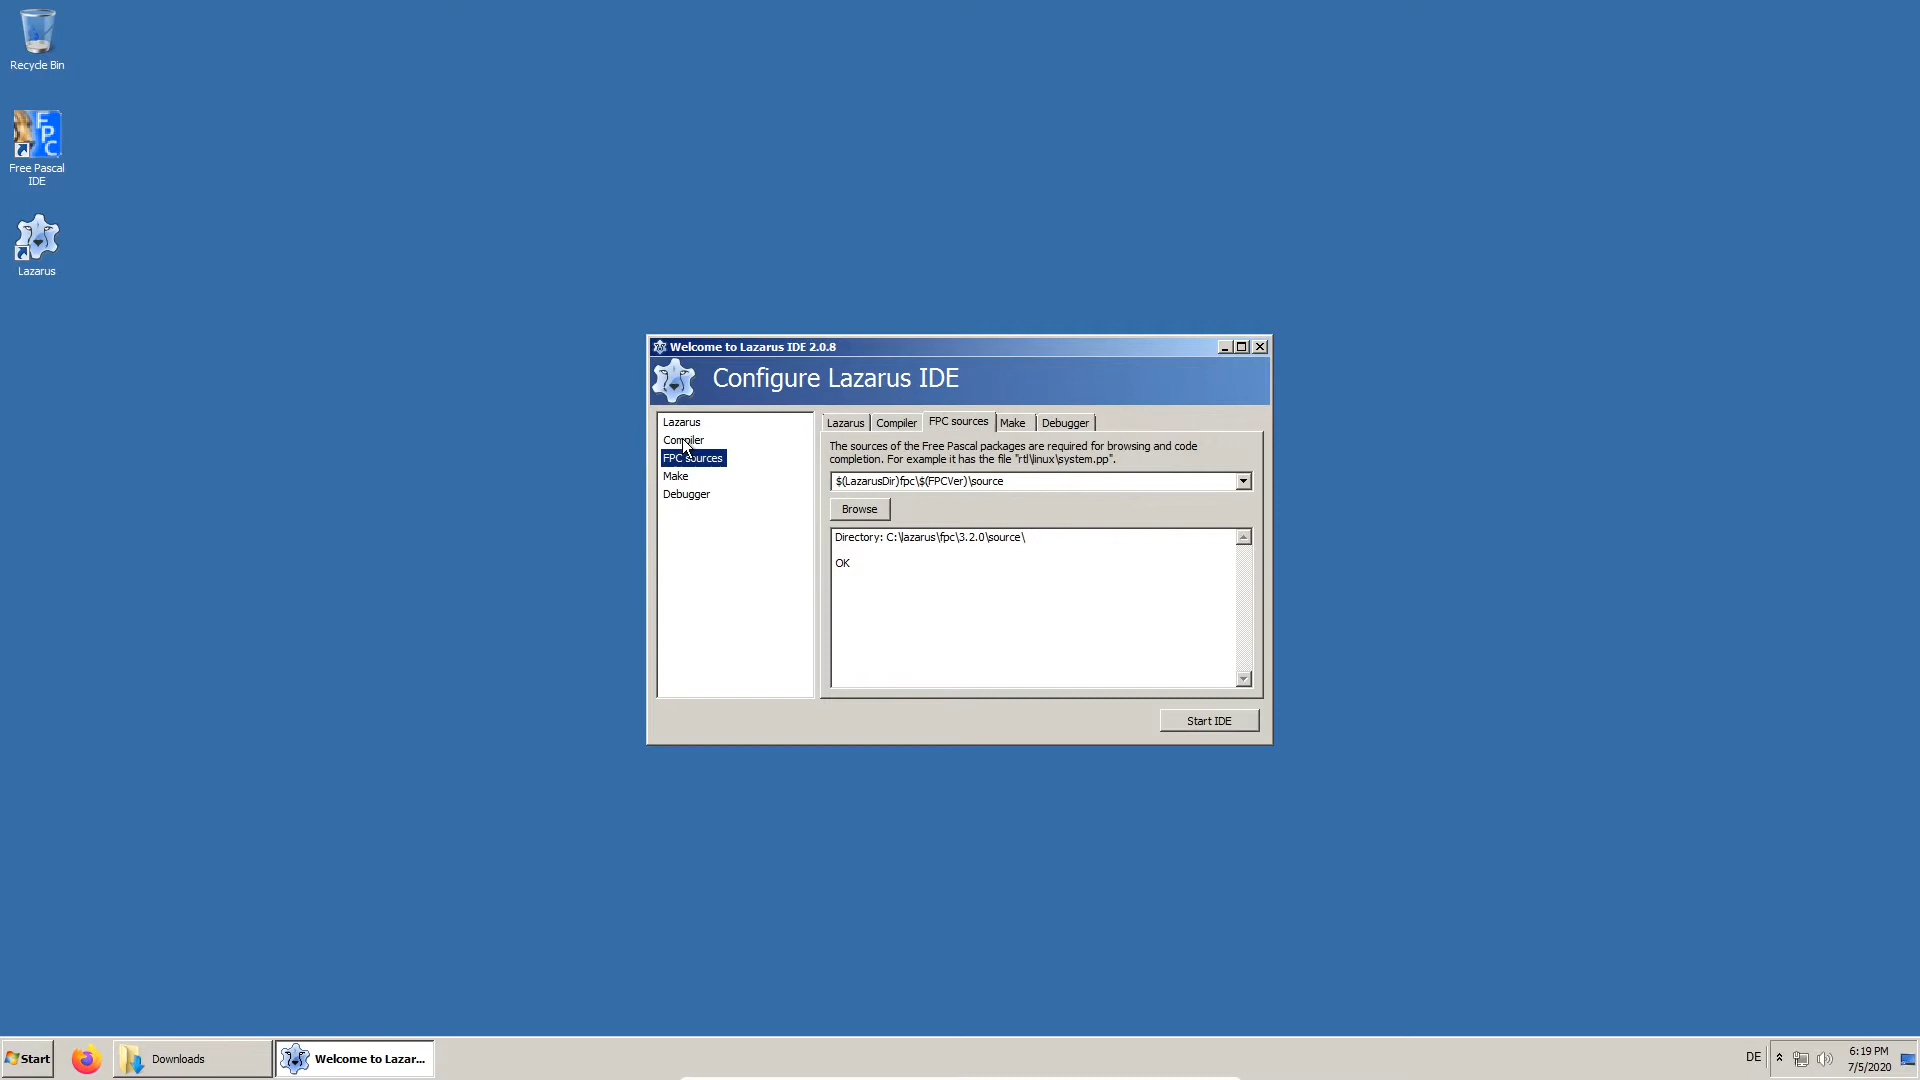 Recycle Bin
Free Pascal
IDE
Lazarus
Welcome to Lazarus IDE 2.0.8
Configure Lazarus IDE
Lazarus
Compiler
FPC sources
Make
Debugger
Lazarus
Compiler
FPC sources
Make
Debugger
The sources of the Free Pascal packages are required for browsing and code
completion. For example it has the file "rtl\linux\system.pp".
$(LazarusDir)fpc\$(FPCVer)\source
Browse
Directory: C:\lazarus\fpc\3.2.0\source\
OK
Start IDE
Start
Downloads
Welcome to Lazar...
DE
6:19 PM
7/5/2020